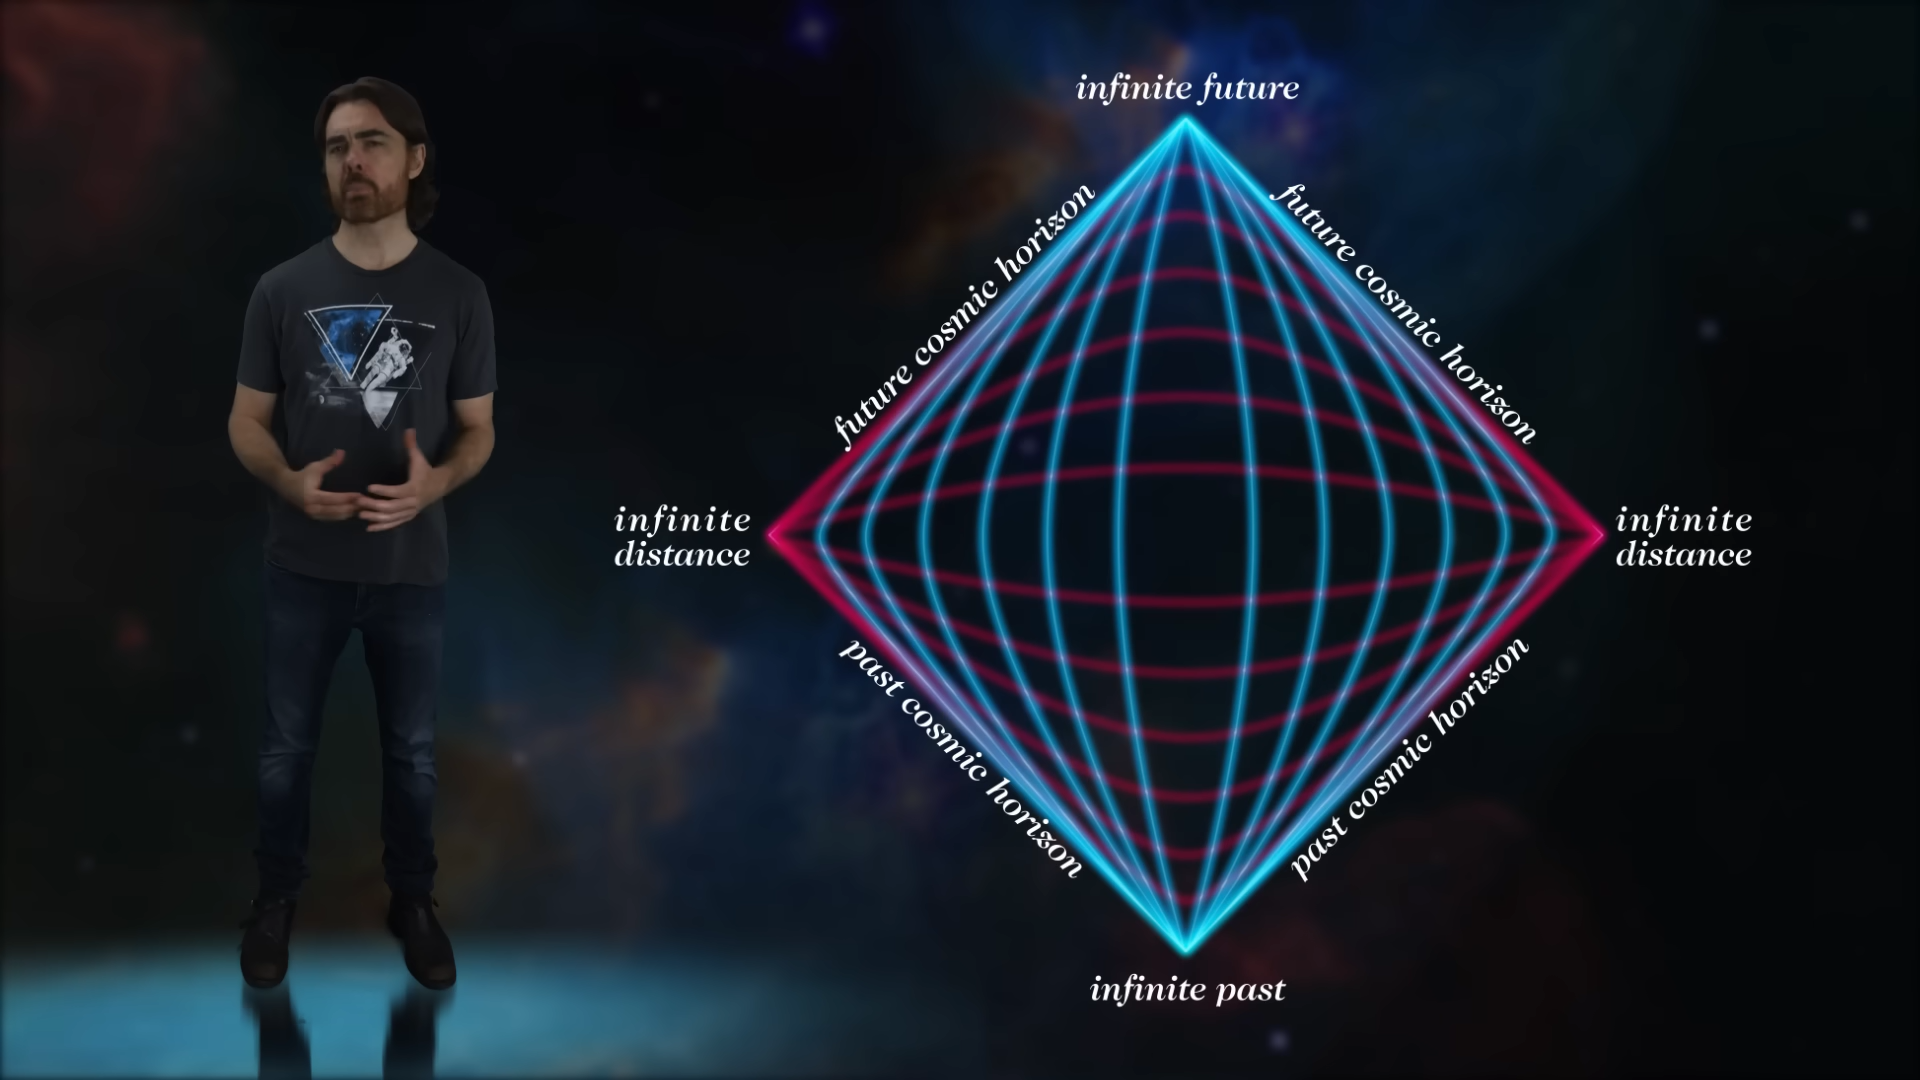 infinite future
future cosmic horizon
future cosmic horizon
infinite
distance
infinite
distance
past cosmic horizon
past cosmic horizon
infinite past